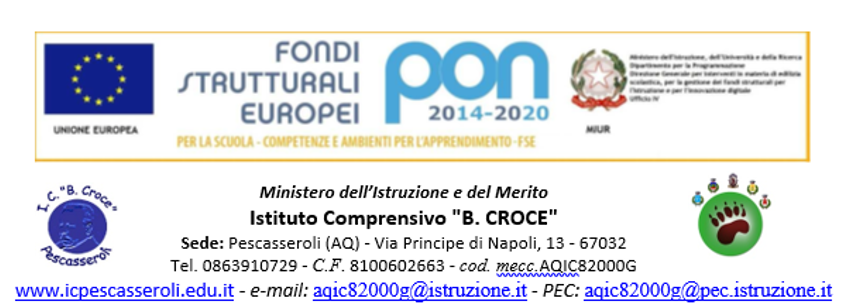 FONDI
STRUTTURALI
EUROPEI
pon
2014-2020
UNIONE EUROPEA
PER LA SCUOLA - COMPETENZE E AMBIENTI PER L'APPRENDIMENTO-FSE
Ministero dell'Istruzione, dell'Università e della Ricerca
Dipartimento per la Programmazione
Direzione Generale per interventi in materia di edilizia
scolastica, per la gestione dei fondi strutturali per
l'istruzione e per l'innovazione digitale
Ufficio IV
MIUR
I. C. "B. Croce"
Pescasseroli
Ministero dell'Istruzione e del Merito
Istituto Comprensivo "B. CROCE"
Sede: Pescasseroli (AQ) - Via Principe di Napoli, 13 - 67032
Tel. 0863910729 - C.F. 8100602663 - cod. mecc.AQIC82000G
www.icpescasseroli.edu.it - e-mail: aqic82000g@istruzione.it - PEC: aqic82000g@pec.istruzione.it